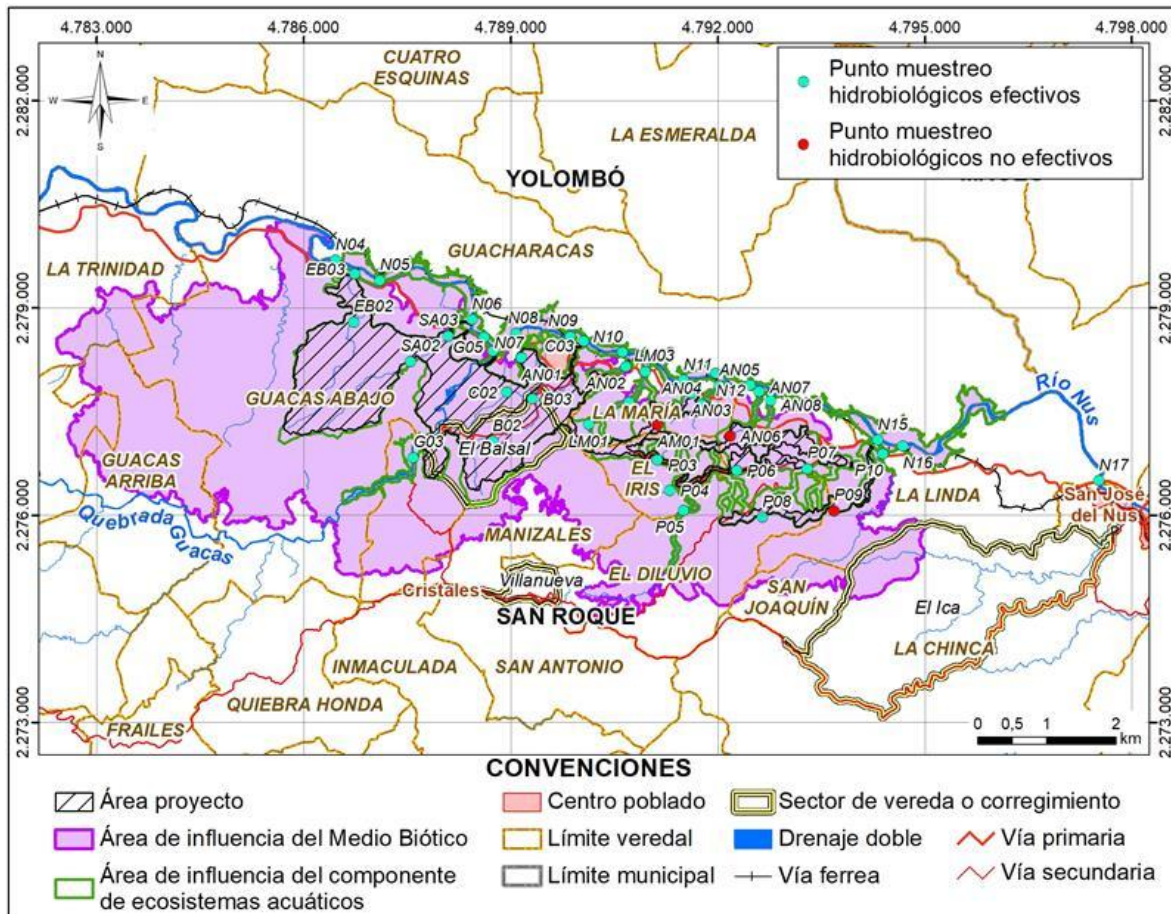 4.783.000 4.786.000 4.789.000 4.792.000 4.795.000 4.798.000
2.282.000
2.279.000
2.276.000
2.273.000
2.282.000
2.279.000
2.276.000
2.273.000
N
W E
S
Punto muestreo
hidrobiológicos efectivos
Punto muestreo
hidrobiológicos no efectivos
CUATRO
ESQUINAS
LA ESMERALDA
YOLOMBÓ
GUACHARACAS
LA TRINIDAD
N04
EB03
N05
EB02
N06
SA03
N08
N09
G05
N07
C03
N10
SA02
LM03
AN01
N11
AN05
C02
B03
AN02
AN04
N12
AN07
GUACAS ABAJO
LA MARÍA
AN03
AN08
Río Nus
B02
El Balsal
LM01
AM01
AN06
N15
G03
P03
P07
N16
GUACAS
ARRIBA
EL
IRIS
P04
P06
P10
N17
P05
P08
P09
LA LINDA
San José
del Nus
Quebrada
Guacas
MANIZALES
EL DILUVIO
Villanueva
Cristales
SAN ROQUE
SAN
JOAQUÍN
El Ica
LA CHINCA
INMACULADA
SAN ANTONIO
QUIEBRA HONDA
FRAILES
0 0,5 1 2
km
CONVENCIONES
Área proyecto
Centro poblado
Sector de vereda o corregimiento
Área de influencia del Medio Biótico
Límite veredal
Drenaje doble
Vía primaria
Área de influencia del componente
de ecosistemas acuáticos
Límite municipal
Vía ferrea
Vía secundaria